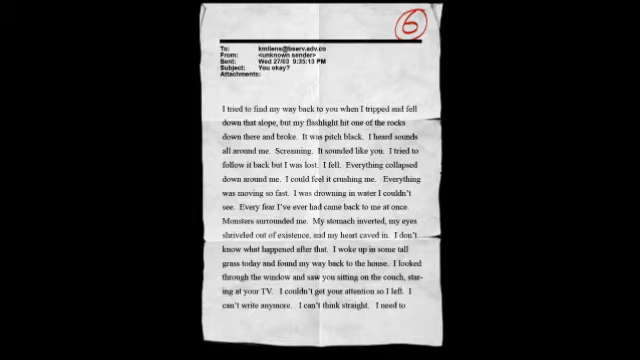 6
To: kmilens@bserv.adv.co
From: <unknown sender>
Sent: Wed 27/03 9:35:13 PM
Subject: You okay?
Attachments:
I tried to find my way back to you when I tripped and fell
down that slope, but my flashlight hit one of the rocks
down there and broke. It was pitch black. I heard sounds
all around me. Screaming. It sounded like you. I tried to
follow it back but I was lost. I fell. Everything collapsed
down around me. I could feel it crushing me. Everything
was moving so fast. I was drowning in water I couldn't
see. Every fear I've ever had came back to me at once.
Monsters surrounded me. My stomach inverted, my eyes
shriveled out of existence, and my heart caved in. I don't
know what happened after that. I woke up in some tall
grass today and found my way back to the house. I looked
through the window and saw you sitting on the couch, star-
ing at your TV. I couldn't get your attention so I left. I
can't write anymore. I can't think straight. I need to